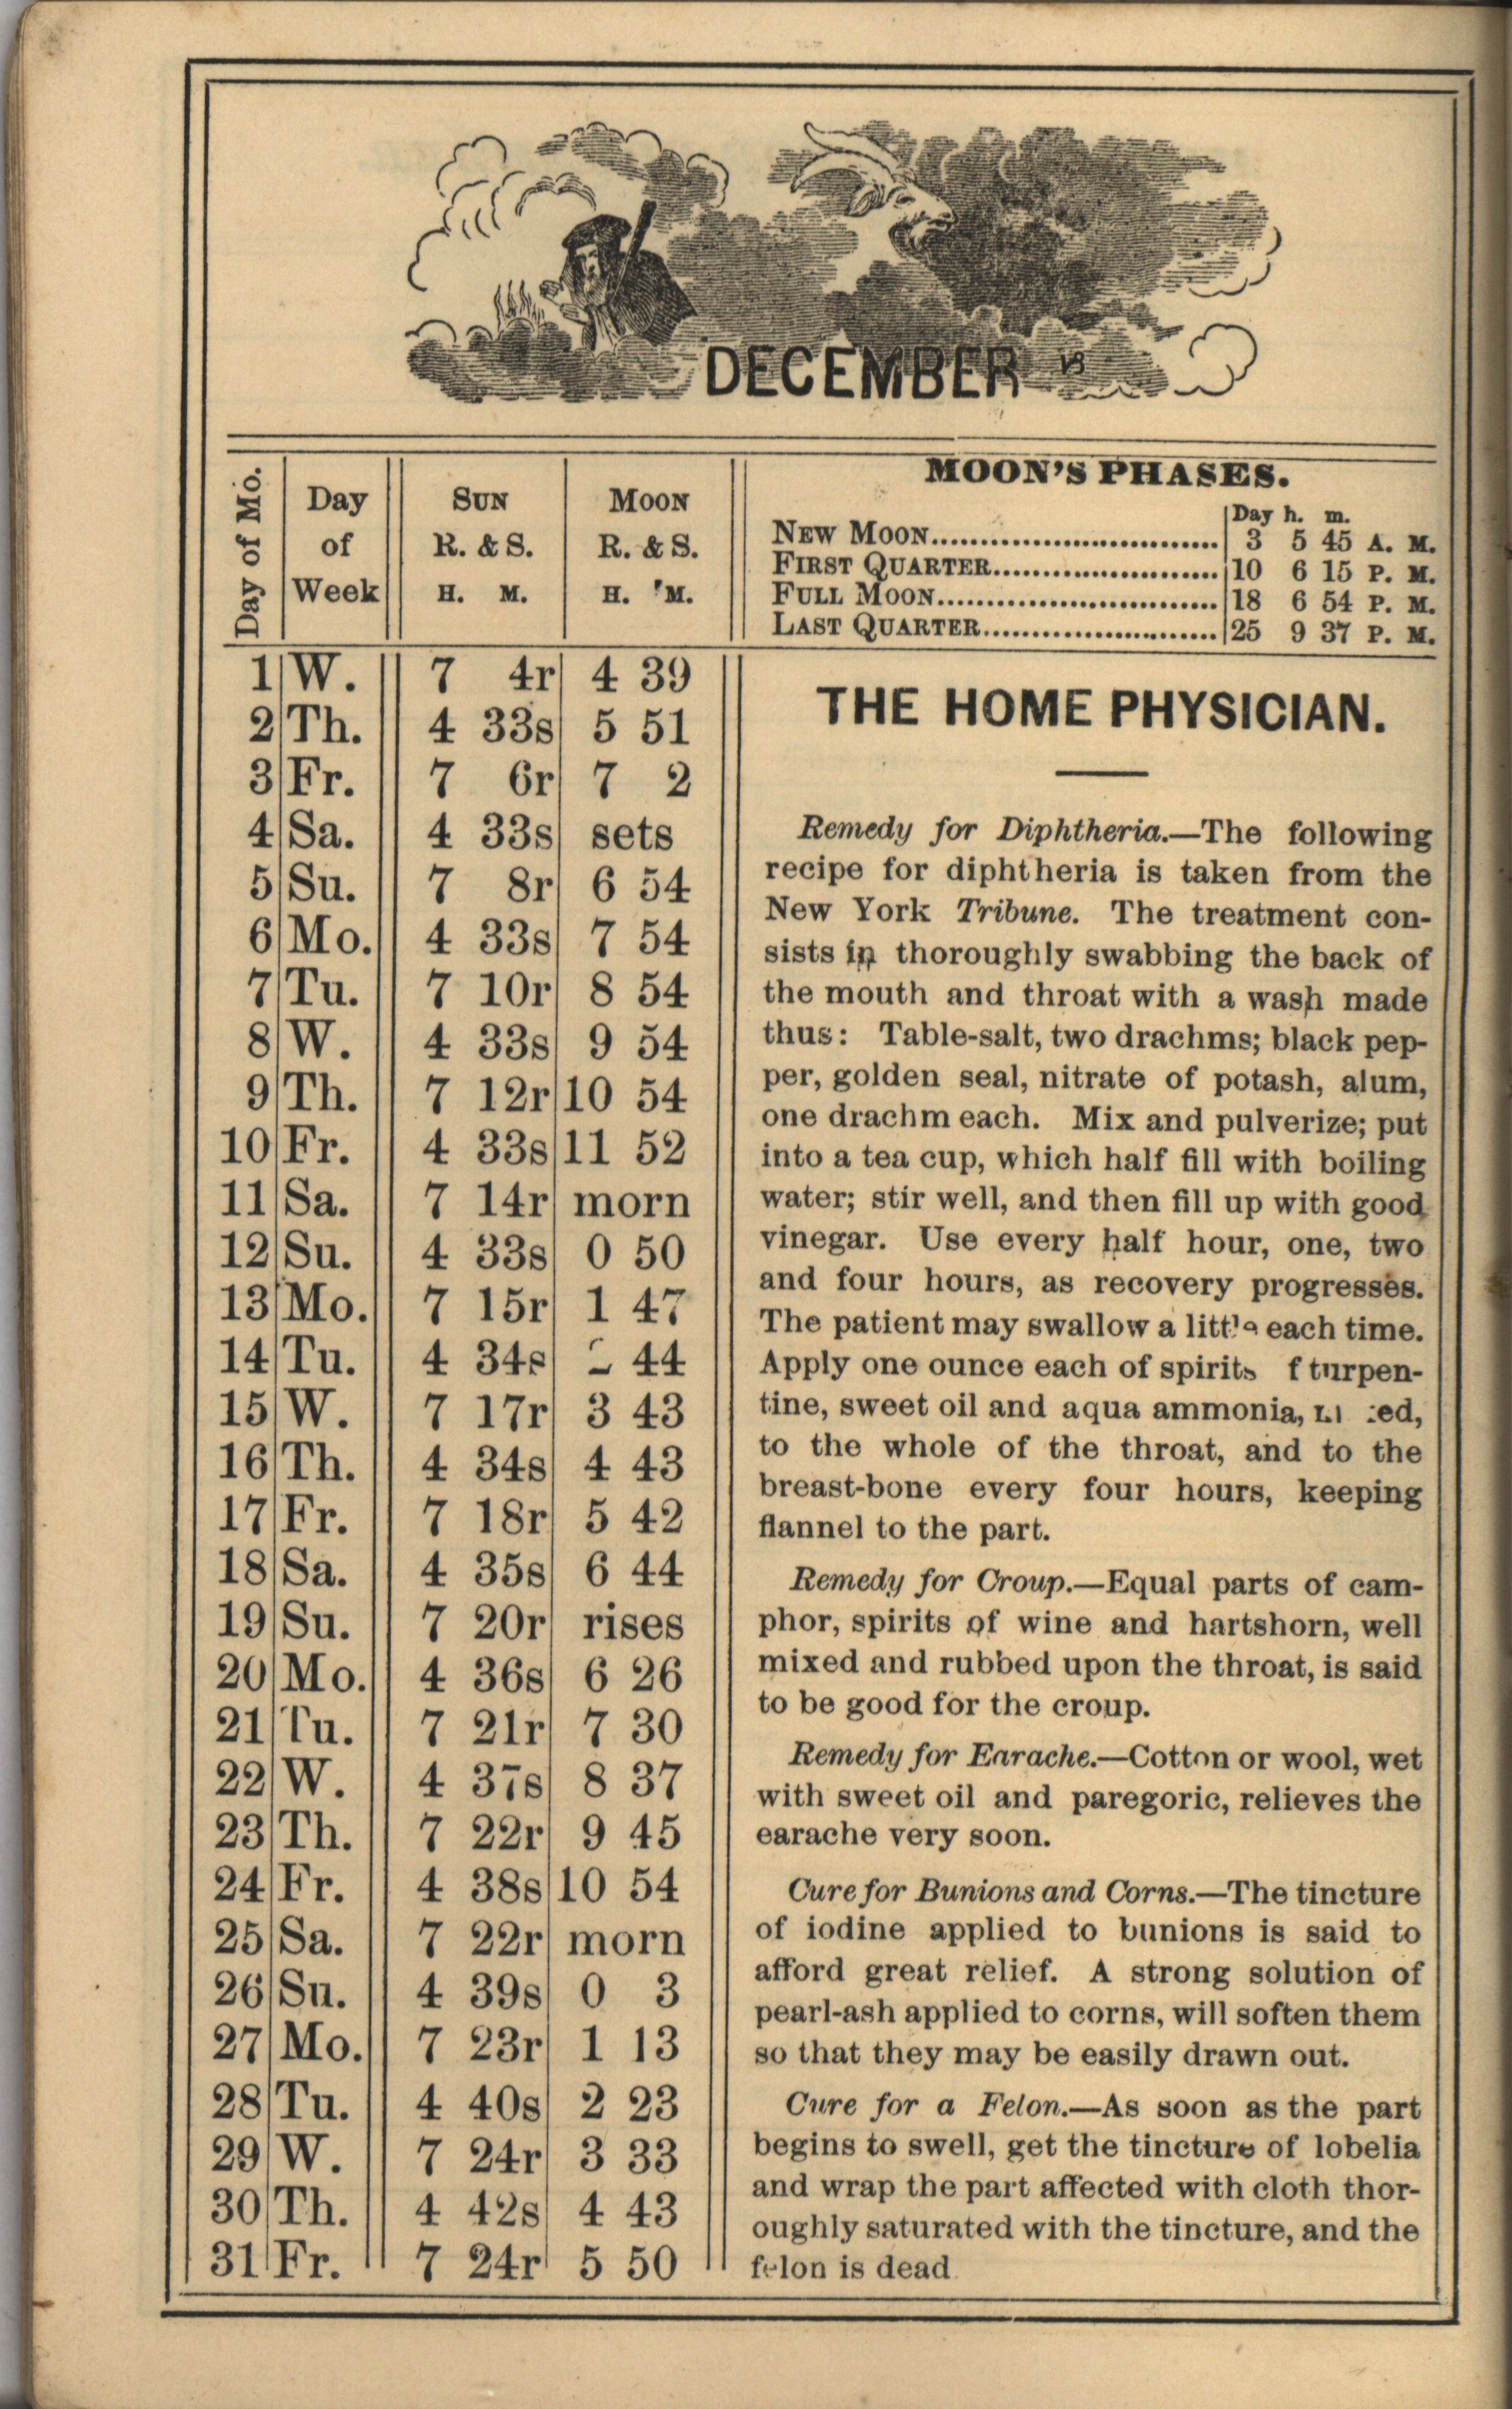 DECEMBER
Day of Mo.
Day
of
Week
SUN
R. & S.
H. M.
MOON
R. & S.
H. M.
MOON'S PHASES.
Day h. m.
NEW MOON.............................. 3 5 45 A. M.
FIRST QUARTER....................... 10 6 15 P. M.
FULL MOON............................. 18 6 54 P. M.
LAST QUARTER........................ 25 9 37 P. M.
1 W. 7 4r 4 39
2 Th. 4 33s 5 51
3 Fr. 7 6r 7 2
4 Sa. 4 33s sets
5 Su. 7 8r 6 54
6 Mo. 4 33s 7 54
7 Tu. 7 10r 8 54
8 W. 4 33s 9 54
9 Th. 7 12r 10 54
10 Fr. 4 33s 11 52
11 Sa. 7 14r morn
12 Su. 4 33s 0 50
13 Mo. 7 15r 1 47
14 Tu. 4 34s 2 44
15 W. 7 17r 3 43
16 Th. 4 34s 4 43
17 Fr. 7 18r 5 42
18 Sa. 4 35s 6 44
19 Su. 7 20r rises
20 Mo. 4 36s 6 26
21 Tu. 7 21r 7 30
22 W. 4 37s 8 37
23 Th. 7 22r 9 45
24 Fr. 4 38s 10 54
25 Sa. 7 22r morn
26 Su. 4 39s 0 3
27 Mo. 7 23r 1 13
28 Tu. 4 40s 2 23
29 W. 7 24r 3 33
30 Th. 4 42s 4 43
31 Fr. 7 24r 5 50
THE HOME PHYSICIAN.
Remedy for Diphtheria.—The following
recipe for diphtheria is taken from the
New York Tribune. The treatment con-
sists in thoroughly swabbing the back of
the mouth and throat with a wash made
thus: Table-salt, two drachms; black pep-
per, golden seal, nitrate of potash, alum,
one drachm each. Mix and pulverize; put
into a tea cup, which half fill with boiling
water; stir well, and then fill up with good
vinegar. Use every half hour, one, two
and four hours, as recovery progresses.
The patient may swallow a little each time.
Apply one ounce each of spirits f turpen-
tine, sweet oil and aqua ammonia,
to the whole of the throat, and to the
breast-bone every four hours, keeping
flannel to the part.
Remedy for Croup.—Equal parts of cam-
phor, spirits of wine and hartshorn, well
mixed and rubbed upon the throat, is said
to be good for the croup.
Remedy for Earache.—Cotton or wool, wet
with sweet oil and paregoric, relieves the
earache very soon.
Cure for Bunions and Corns.—The tincture
of iodine applied to bunions is said to
afford great relief. A strong solution of
pearl-ash applied to corns, will soften them
so that they may be easily drawn out.
Cure for a Felon.—As soon as the part
begins to swell, get the tincture of lobelia
and wrap the part affected with cloth thor-
oughly saturated with the tincture, and the
felon is dead